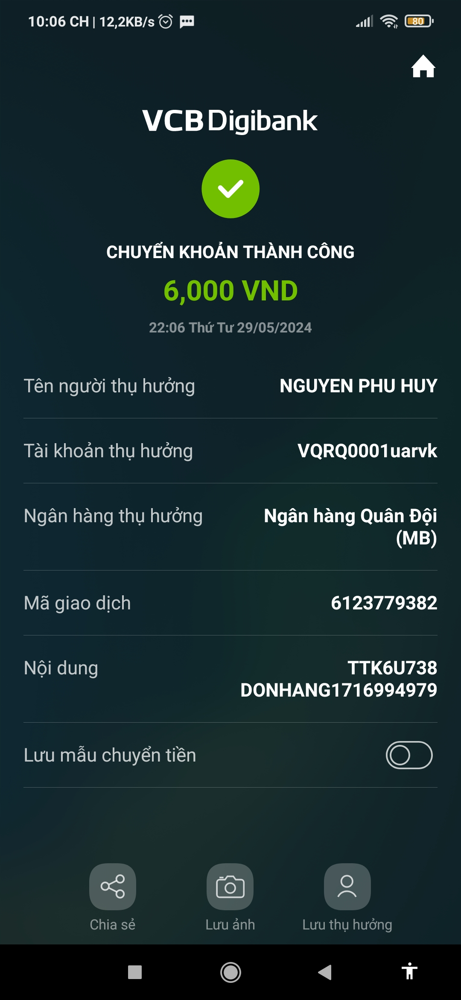 10:06 CH | 12,2KB/s
80
VCB Digibank
CHUYỂN KHOẢN THÀNH CÔNG
6,000 VND
22:06 Thứ Tư 29/05/2024
Tên người thụ hưởng NGUYEN PHU HUY
Tài khoản thụ hưởng VQRQ0001uarvk
Ngân hàng thụ hưởng Ngân hàng Quân Đội
(MB)
Mã giao dịch 6123779382
Nội dung TTK6U738
DONHANG1716994979
Lưu mẫu chuyển tiền
Chia sẻ Lưu ảnh Lưu thụ hưởng